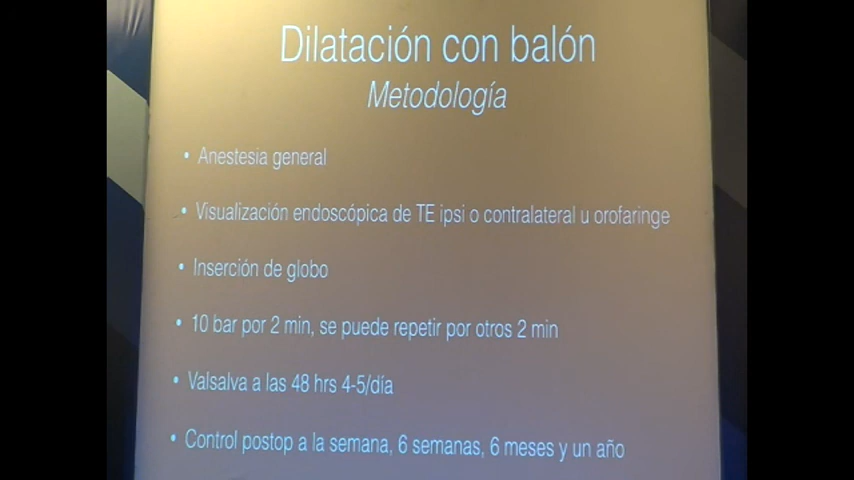 Dilatación con balón
Metodología
• Anestesia general
• Visualización endoscópica de TE ipsi o contralateral u orofaringe
• Inserción de globo
• 10 bar por 2 min, se puede repetir por otros 2 min
• Valsalva a las 48 hrs 4-5/día
• Control postop a la semana, 6 semanas, 6 meses y un año